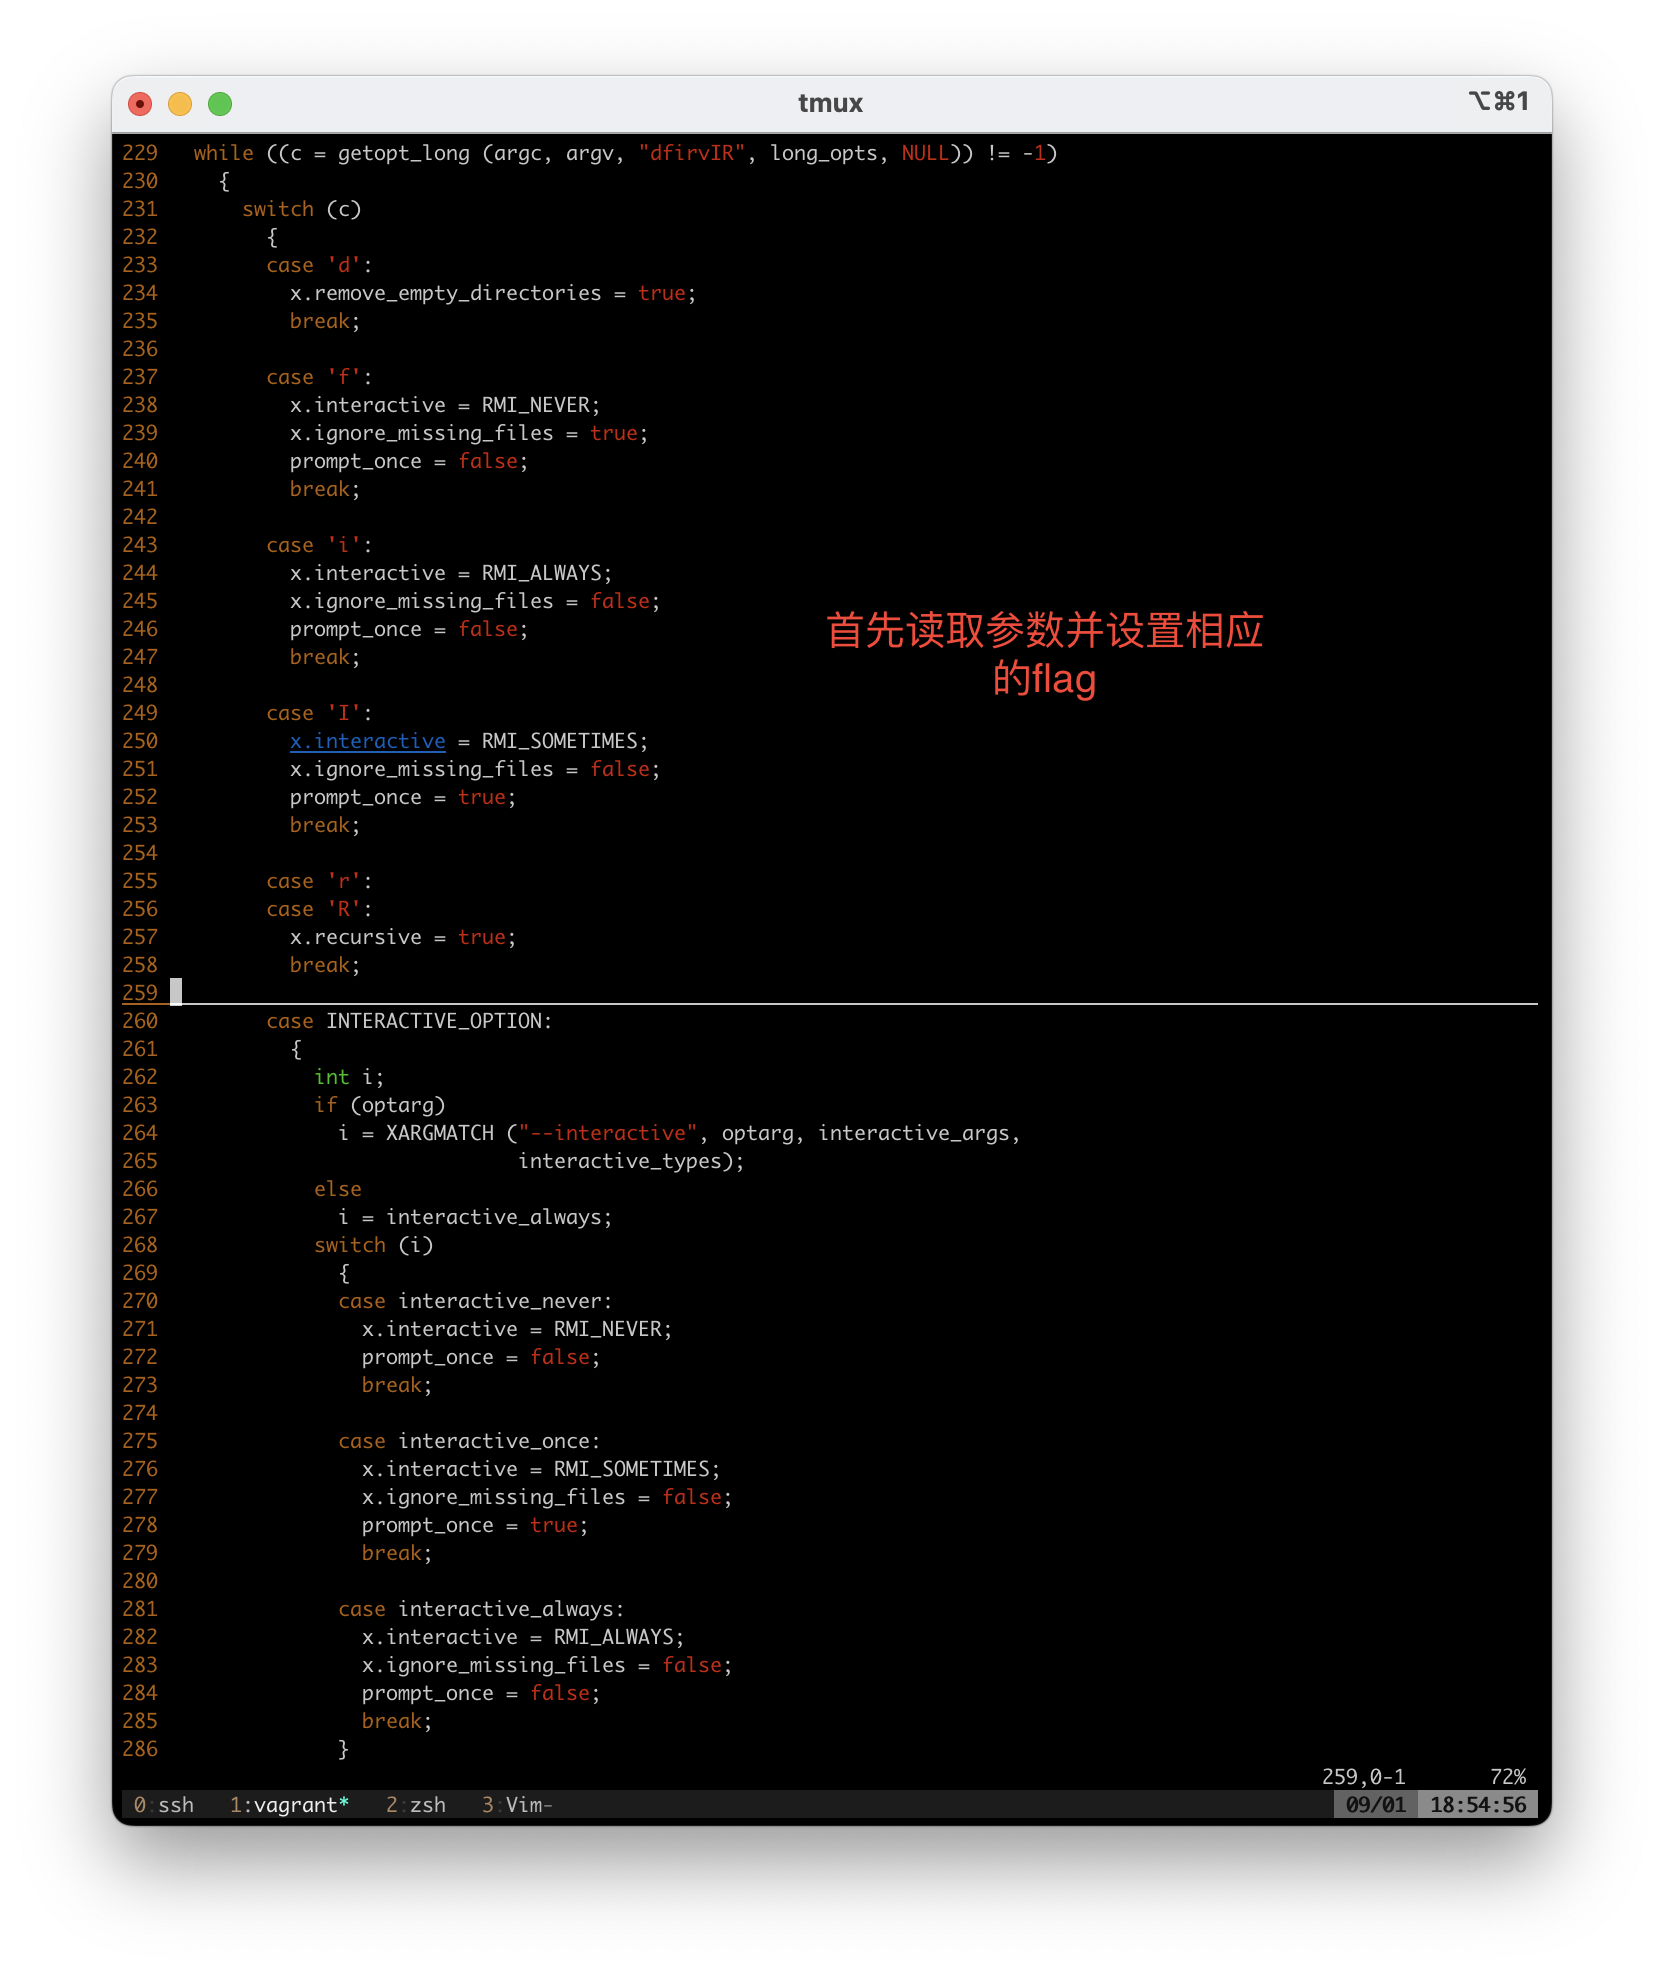 tmux
⌥⌘1
229   while ((c = getopt_long (argc, argv, "dfirvIR", long_opts, NULL)) != -1)
230     {
231       switch (c)
232         {
233         case 'd':
234           x.remove_empty_directories = true;
235           break;
236
237         case 'f':
238           x.interactive = RMI_NEVER;
239           x.ignore_missing_files = true;
240           prompt_once = false;
241           break;
242
243         case 'i':
244           x.interactive = RMI_ALWAYS;
245           x.ignore_missing_files = false;
246           prompt_once = false;
247           break;
248
249         case 'I':
250           x.interactive = RMI_SOMETIMES;
251           x.ignore_missing_files = false;
252           prompt_once = true;
253           break;
254
255         case 'r':
256         case 'R':
257           x.recursive = true;
258           break;
259
260         case INTERACTIVE_OPTION:
261           {
262             int i;
263             if (optarg)
264               i = XARGMATCH ("--interactive", optarg, interactive_args,
265                              interactive_types);
266             else
267               i = interactive_always;
268             switch (i)
269               {
270               case interactive_never:
271                 x.interactive = RMI_NEVER;
272                 prompt_once = false;
273                 break;
274
275               case interactive_once:
276                 x.interactive = RMI_SOMETIMES;
277                 x.ignore_missing_files = false;
278                 prompt_once = true;
279                 break;
280
281               case interactive_always:
282                 x.interactive = RMI_ALWAYS;
283                 x.ignore_missing_files = false;
284                 prompt_once = false;
285                 break;
286               }
首先读取参数并设置相应
的flag
259,0-1       72%
0:ssh   1:vagrant*   2:zsh   3:Vim-   09/01   18:54:56